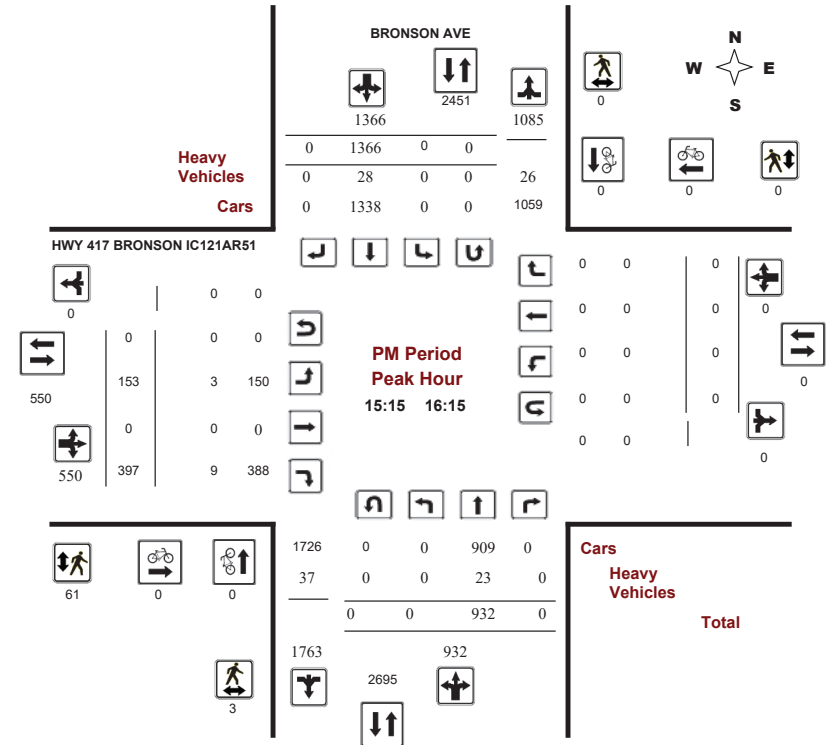 BRONSON AVE
N
W E
S
2451
0
1366 1085
0 1366 0 0
Heavy
Vehicles
0 28 0 0 26
Cars
0 1338 0 0 1059
0 0 0
HWY 417 BRONSON IC121AR51
0 0 0
0 0 0
0 0 0 0
0 0 0
PM Period
Peak Hour
15:15 16:15
550 153 3 150
0 0 0 0
0 0 0
0 0 0
550 397 9 388
0 0 0
1726 0 0 909 0
Cars
37 0 0 23 0
Heavy
Vehicles
61 0 0
0 0 932 0
Total
1763 932
2695
3